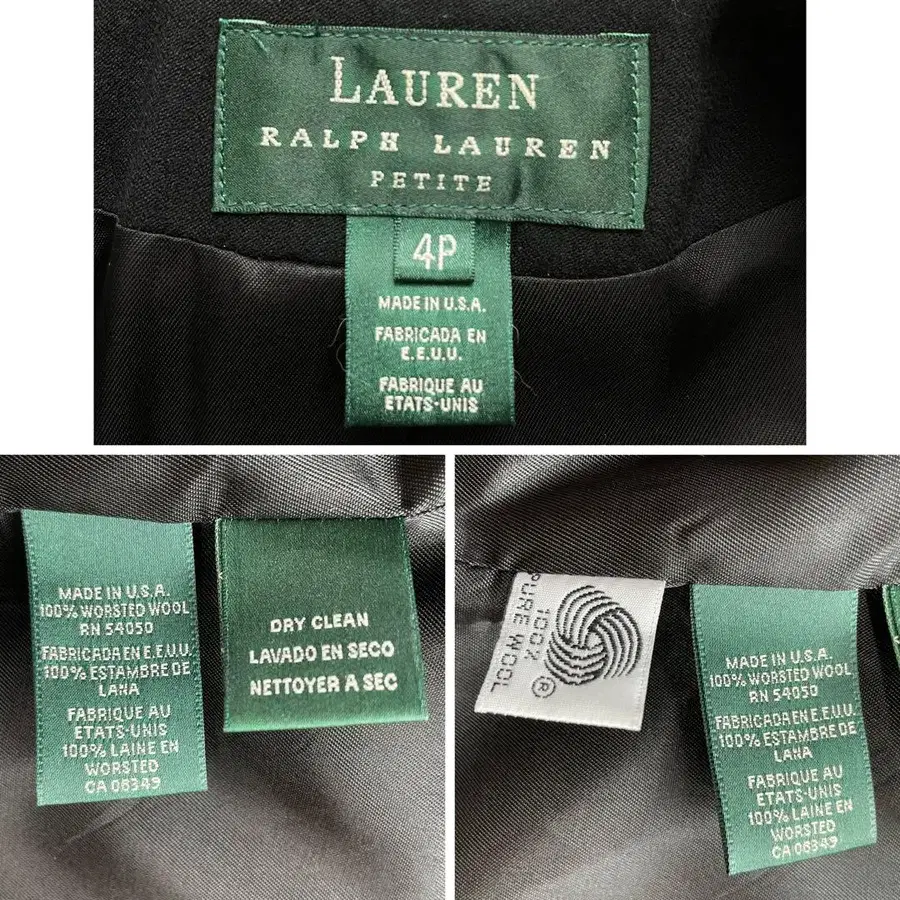 LAUREN
RALPH LAUREN
PETITE
4P
MADE IN U.S.A.
FABRICADA EN
E.E.U.U.
FABRIQUE AU
ETATS-UNIS
MADE IN U.S.A.
100% WORSTED WOOL
RN 54050
FABRICADA EN E.E.U.U.
100% ESTAMBRE DE
LANA
FABRIQUE AU
ETATS-UNIS
100% LAINE EN
WORSTED
CA 08349
DRY CLEAN
LAVADO EN SECO
NETTOYER A SEC
100%
PURE WOOL
®
MADE IN U.S.A.
100% WORSTED WOOL
RN 54050
FABRICADA EN E.E.U.U.
100% ESTAMBRE DE
LANA
FABRIQUE AU
ETATS-UNIS
100% LAINE EN
WORSTED
CA 08349